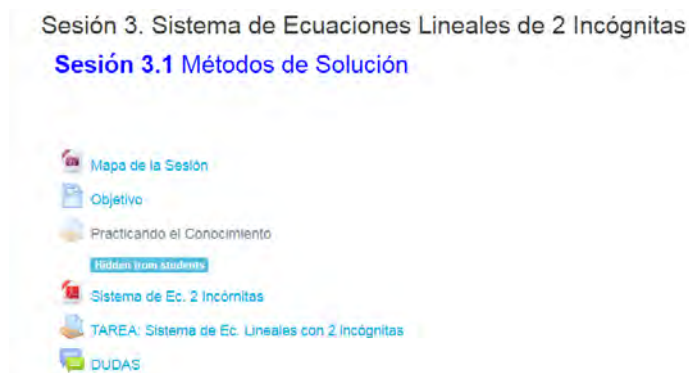 Sesión 3. Sistema de Ecuaciones Lineales de 2 Incógnitas
Sesión 3.1 Métodos de Solución
Mapa de la Sesión
Objetivo
Practicando el Conocimiento
Hidden from students
Sistema de Ec. 2 Incórnitas
TAREA: Sistema de Ec. Lineales con 2 Incógnitas
DUDAS